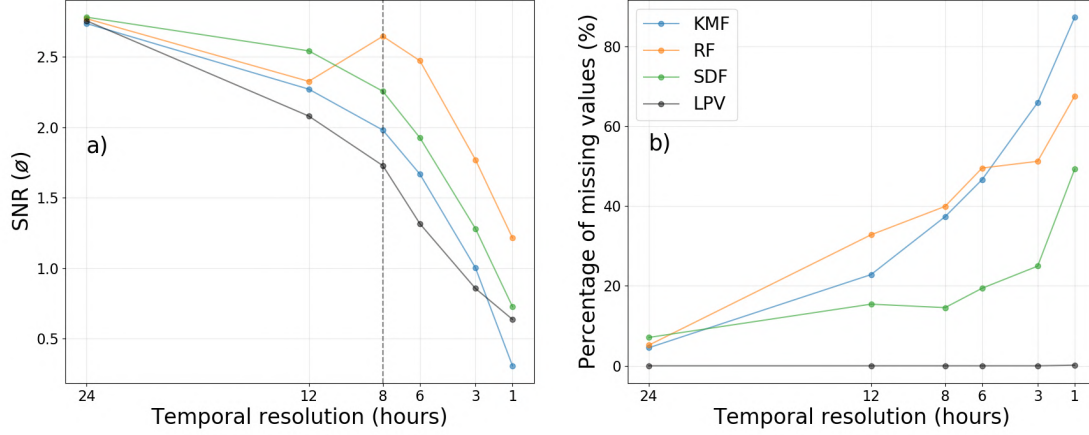 2.5
2.0
1.5
1.0
0.5
SNR (ø)
a)
24
12
8
6
3
1
Temporal resolution (hours)
KMF
RF
SDF
LPV
80
60
40
20
0
Percentage of missing values (%)
b)
24
12
8
6
3
1
Temporal resolution (hours)